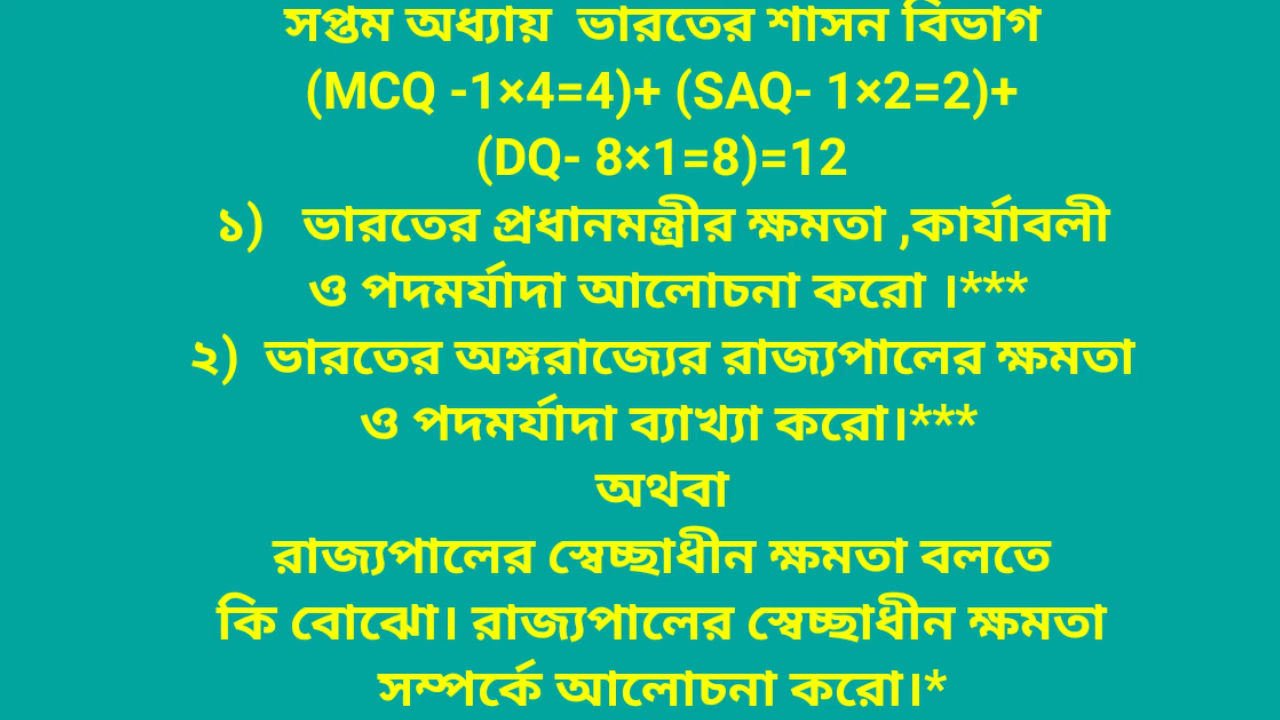 সপ্তম অধ্যায়  ভারতের শাসন বিভাগ
(MCQ -1×4=4)+ (SAQ- 1×2=2)+
(DQ- 8×1=8)=12
১)   ভারতের প্রধানমন্ত্রীর ক্ষমতা ,কার্যাবলী
ও পদমর্যাদা আলোচনা করো ।***
২)  ভারতের অঙ্গরাজ্যের রাজ্যপালের ক্ষমতা
ও পদমর্যাদা ব্যাখ্যা করো।***
অথবা
রাজ্যপালের স্বেচ্ছাধীন ক্ষমতা বলতে
কি বোঝো। রাজ্যপালের স্বেচ্ছাধীন ক্ষমতা
সম্পর্কে আলোচনা করো।*